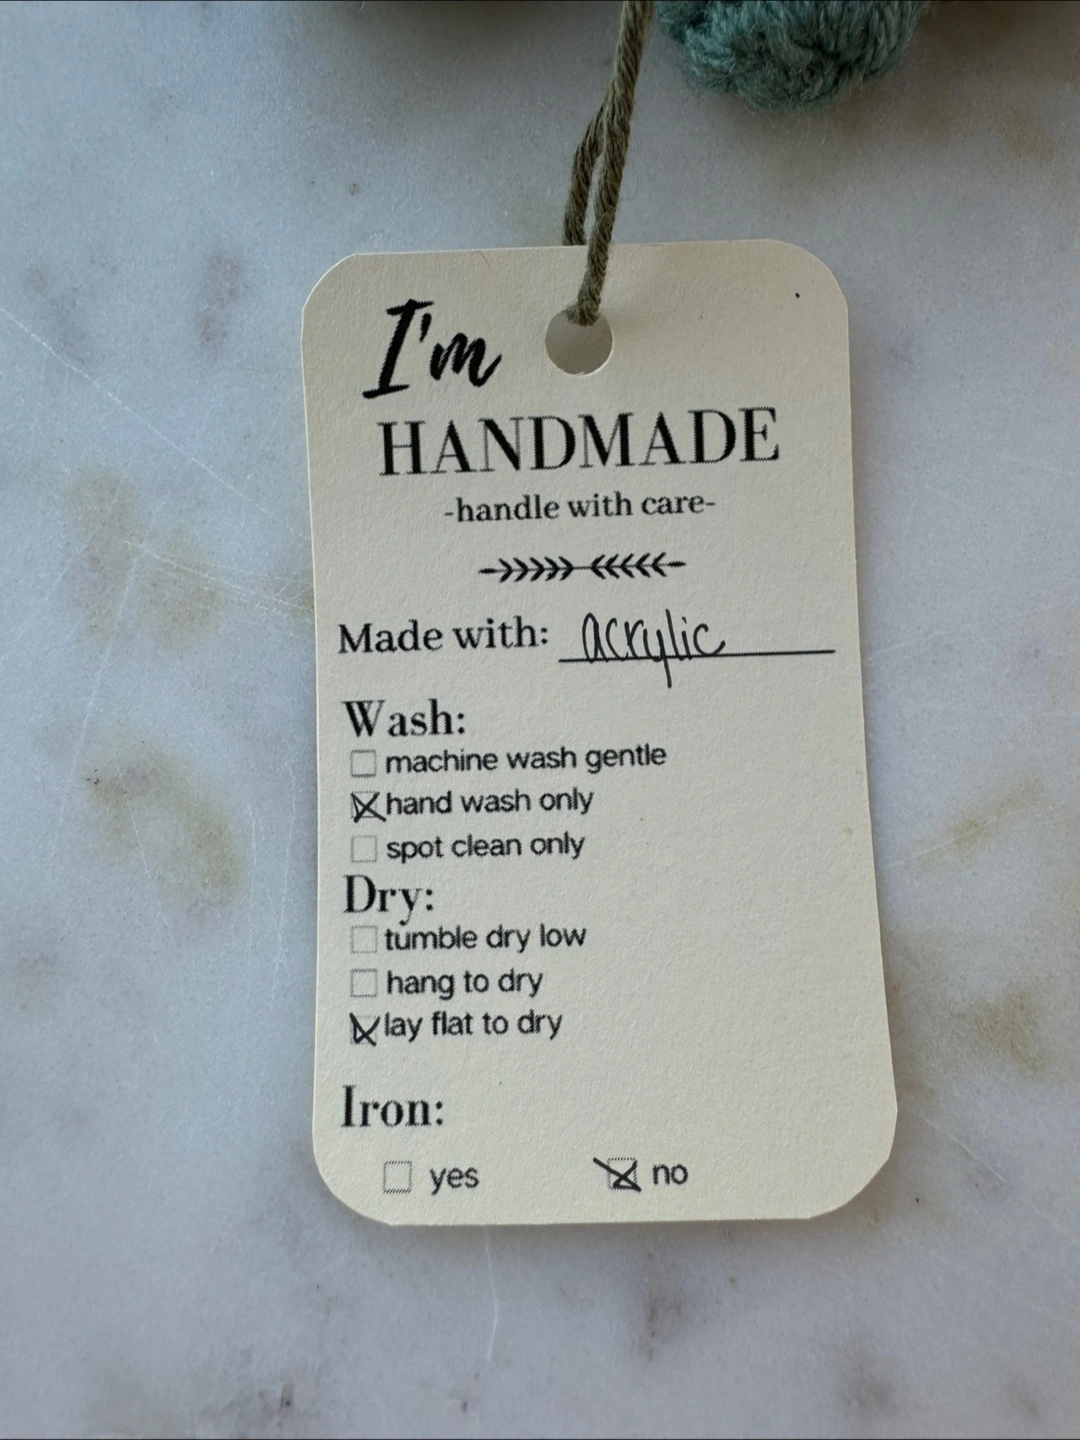 I'm
HANDMADE
-handle with care-
Made with: acrylic
Wash:
machine wash gentle
hand wash only
spot clean only
Dry:
tumble dry low
hang to dry
lay flat to dry
Iron:
yes no